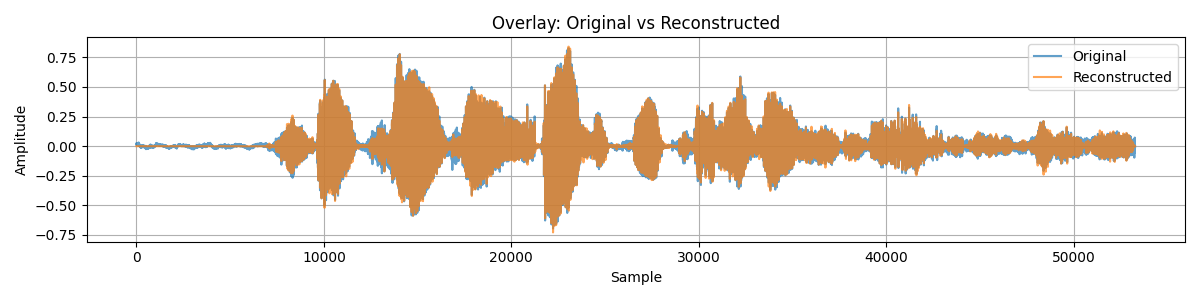 Overlay: Original vs Reconstructed
Original
Reconstructed
Amplitude
0.75
0.50
0.25
0.00
−0.25
−0.50
−0.75
0
10000
20000
30000
40000
50000
Sample